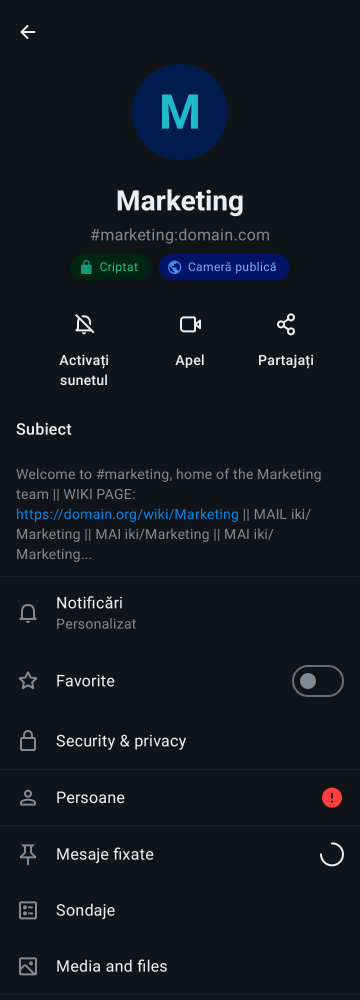 M
Marketing
#marketing:domain.com
Criptat
Cameră publică
Activați
sunetul
Apel
Partajați
Subiect
Welcome to #marketing, home of the Marketing
team || WIKI PAGE:
https://domain.org/wiki/Marketing || MAIL iki/
Marketing || MAI iki/Marketing || MAI iki/
Marketing...
Notificări
Personalizat
Favorite
Security & privacy
Persoane
Mesaje fixate
Sondaje
Media and files